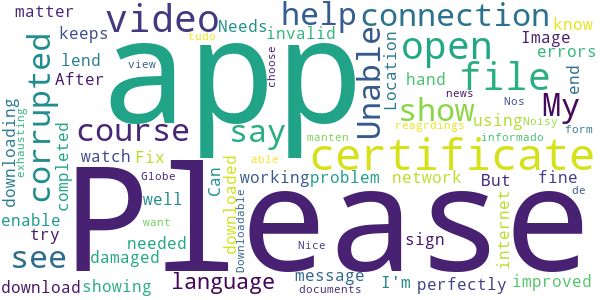 matter video help connection
keeps Needs invalid know
tudo Image
lend app Unable open file errors
After view choose Location hand end
corrupted show using My
news Noisy
course say Nos
reagrdings
manten informado
downloading exhausting completed watch Fix able certificate form
Globe Can working problem network But fine
Please
well downloaded Downloadable internet de
enable
try needed want Nice sign
see damaged message I'm perfectly improved
download showing language documents